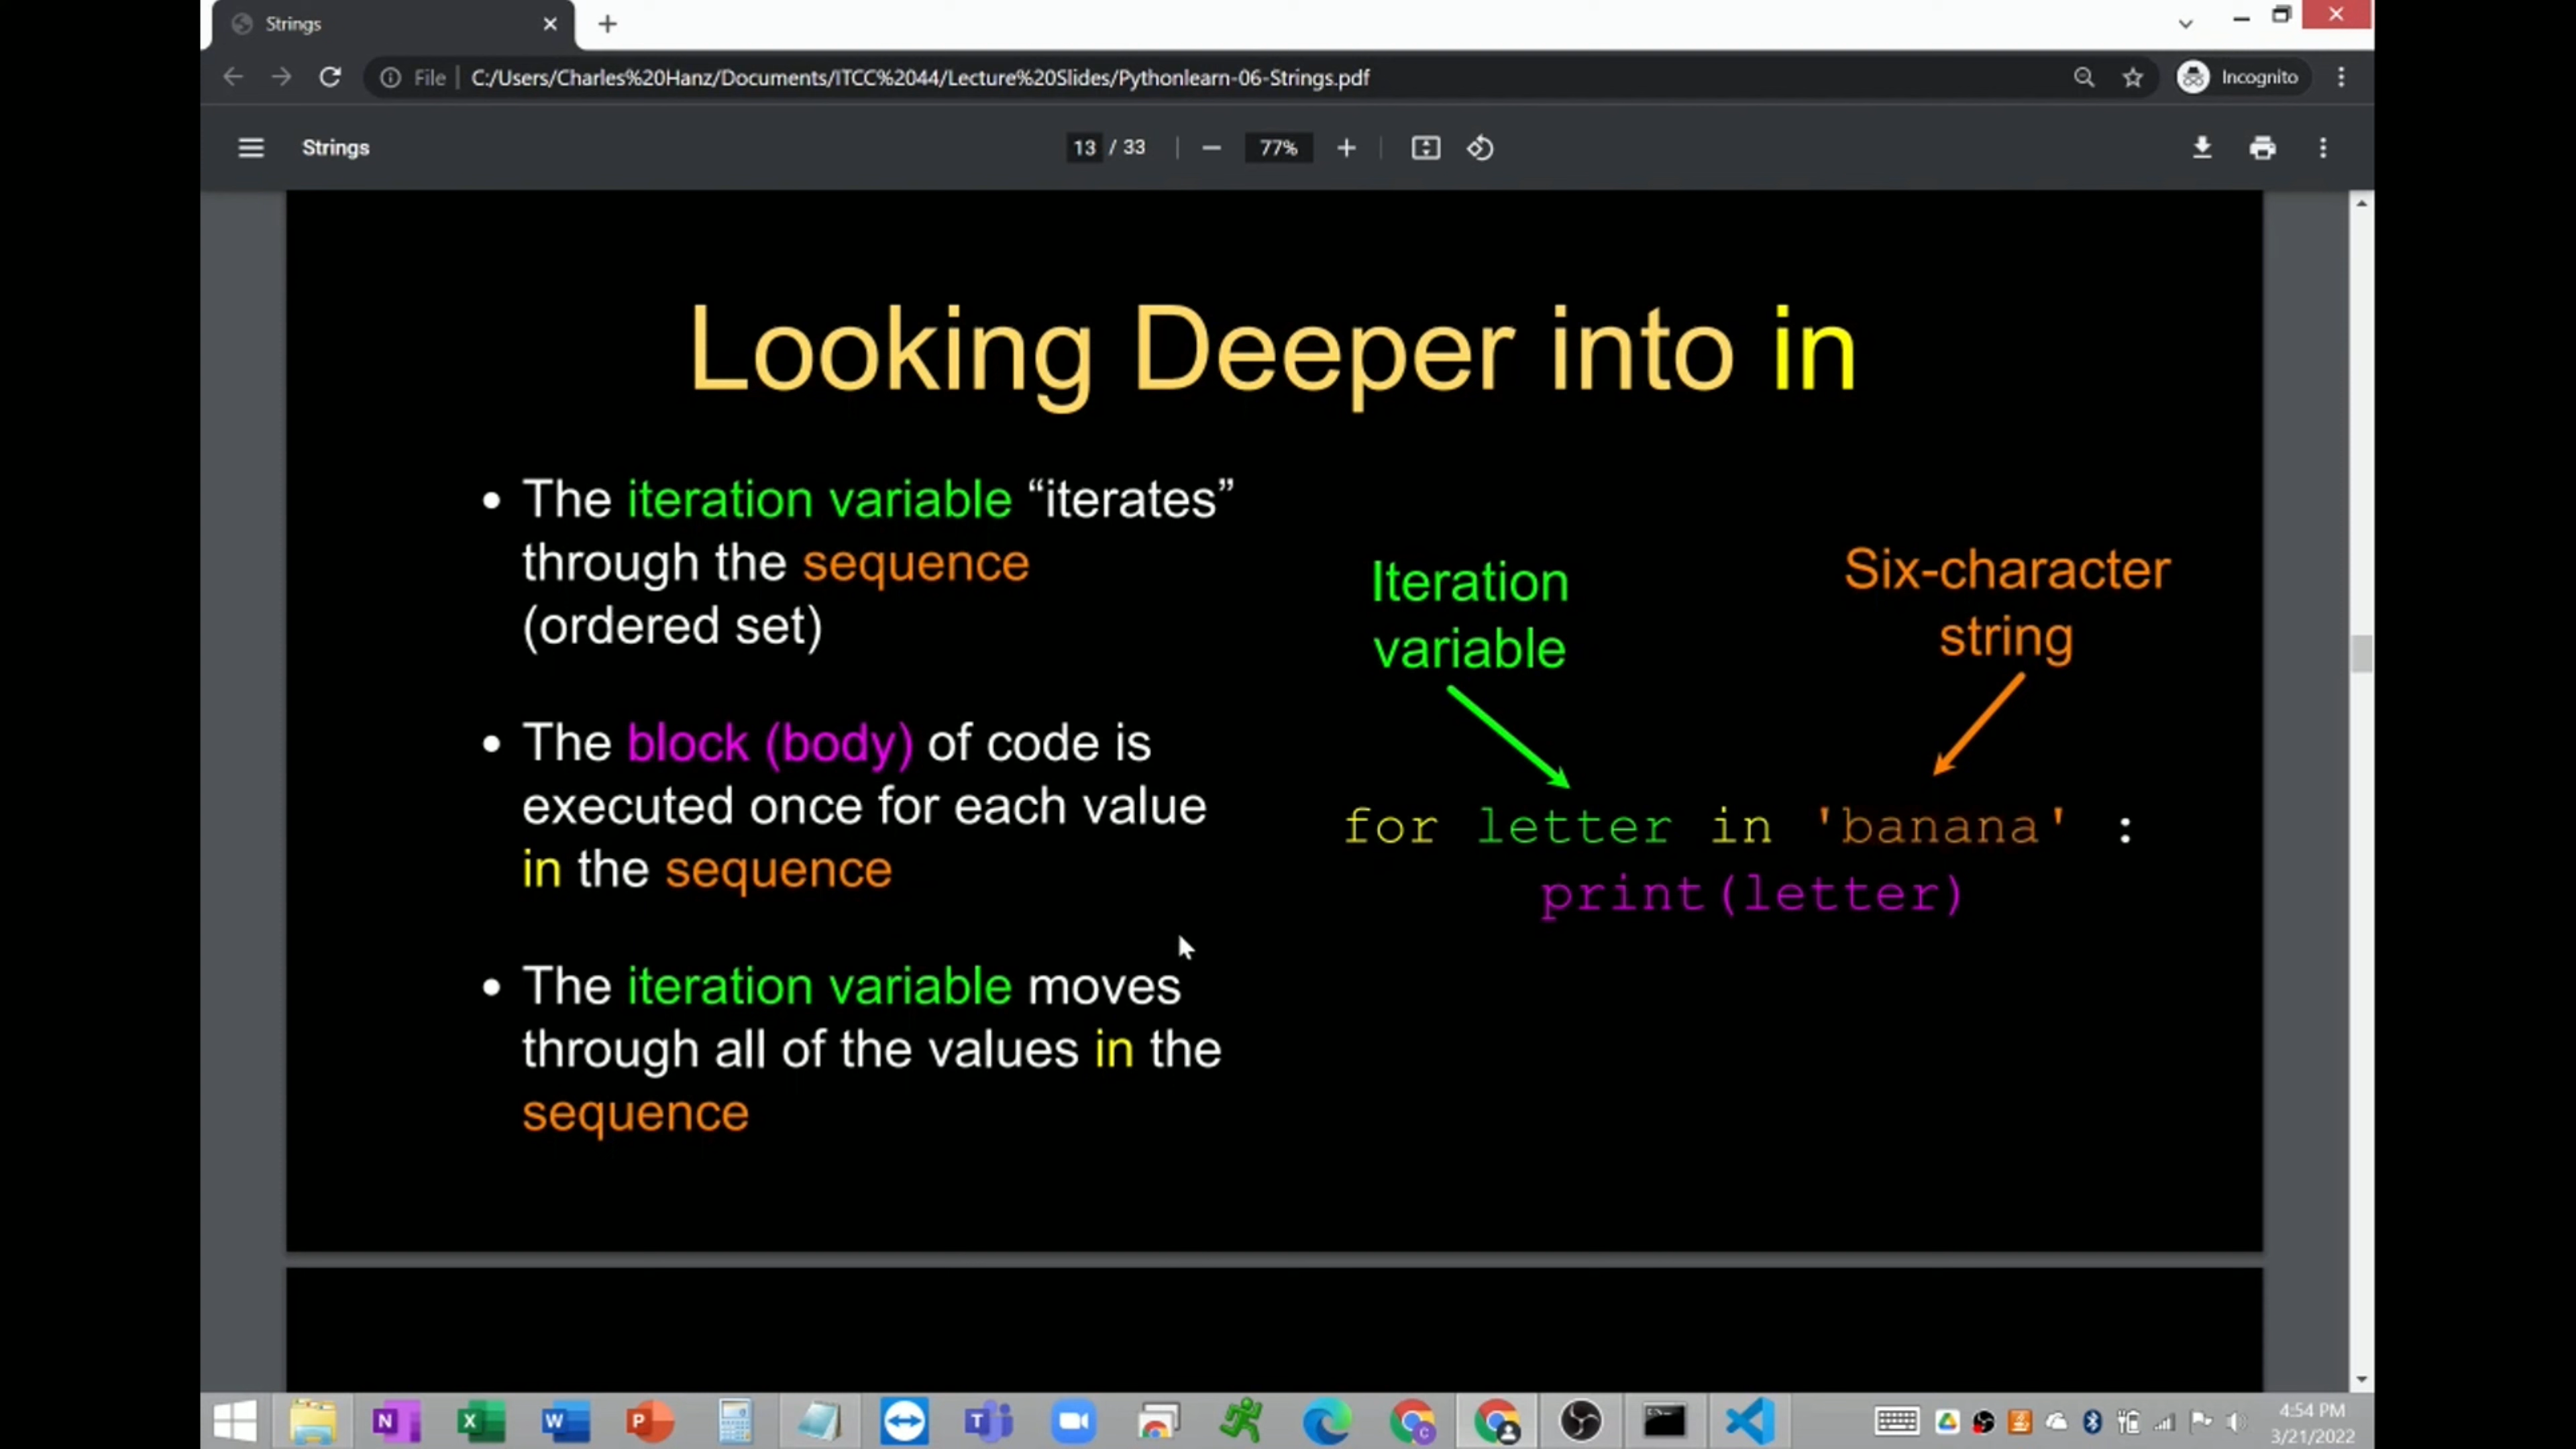 Strings
File C:/Users/Charles%20Hanz/Documents/ITCC%2044/Lecture%20Slides/Pythonlearn-06-Strings.pdf Incognito
Strings 13 / 33 77%
Looking Deeper into in
• The iteration variable “iterates”
through the sequence
(ordered set)
• The block (body) of code is
executed once for each value
in the sequence
• The iteration variable moves
through all of the values in the
sequence
Iteration
variable
Six-character
string
for letter in 'banana' :
print(letter)
4:54 PM
3/21/2022